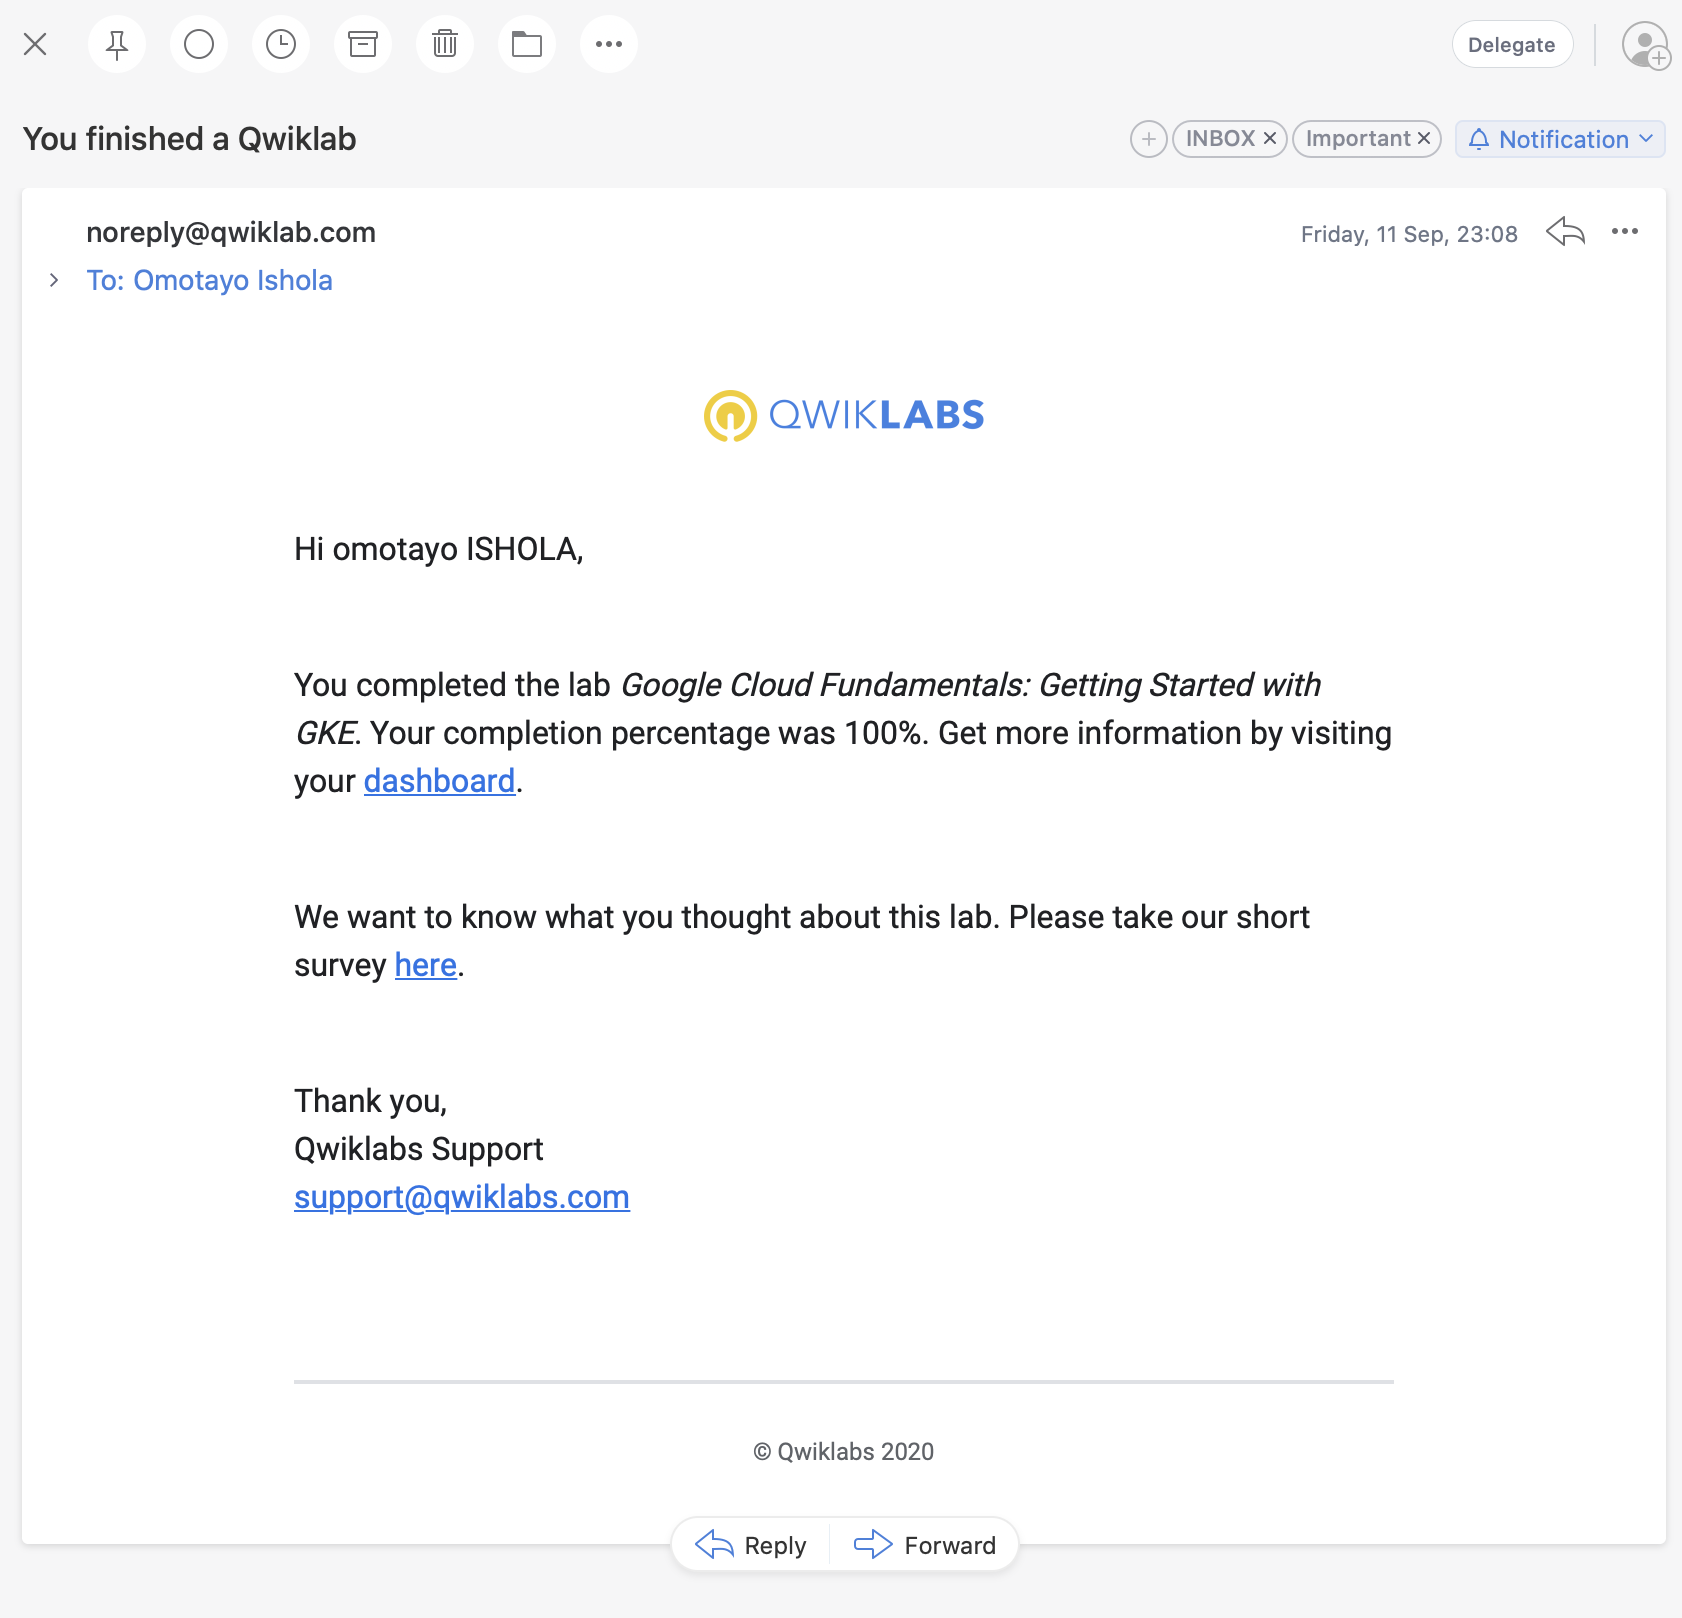 Delegate
You finished a Qwiklab
INBOX
Important
Notification
noreply@qwiklab.com
Friday, 11 Sep, 23:08
To: Omotayo Ishola
QWIKLABS
Hi omotayo ISHOLA,
You completed the lab Google Cloud Fundamentals: Getting Started with
GKE. Your completion percentage was 100%. Get more information by visiting
your dashboard.
We want to know what you thought about this lab. Please take our short
survey here.
Thank you,
Qwiklabs Support
support@qwiklabs.com
© Qwiklabs 2020
Reply
Forward